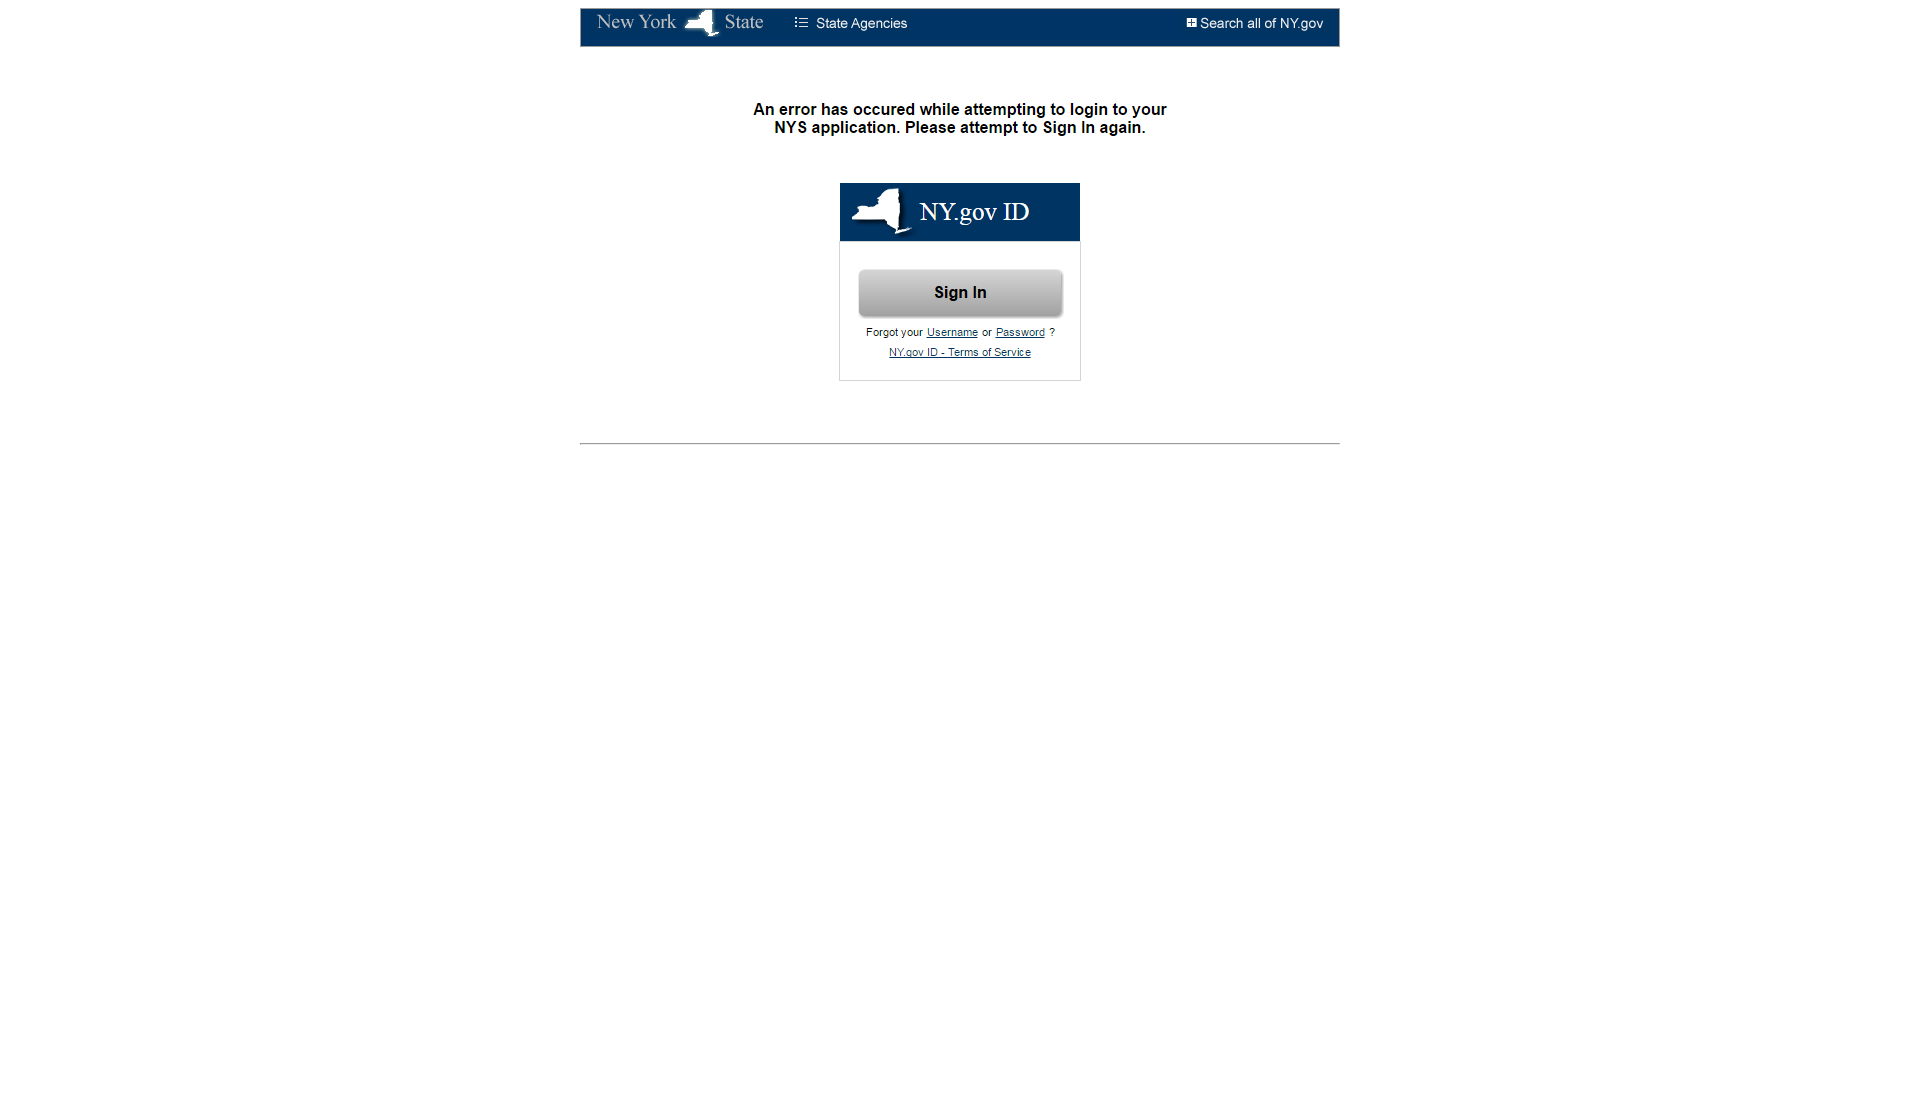 New York State
State Agencies
Search all of NY.gov
An error has occured while attempting to login to your
NYS application. Please attempt to Sign In again.
NY.gov ID
Sign In
Forgot your Username or Password ?
NY.gov ID - Terms of Service